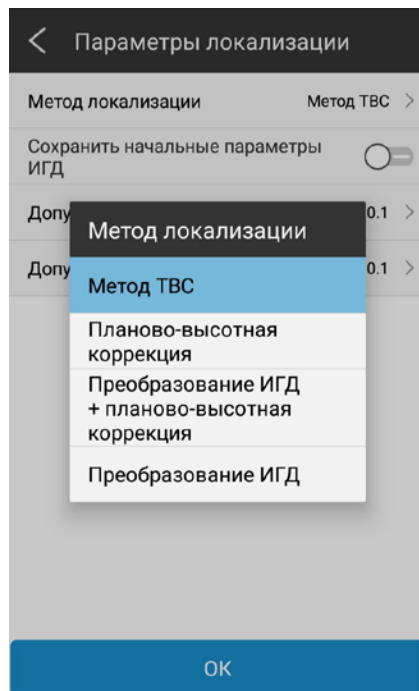 Параметры локализации
Метод локализации Метод ТВС
Сохранить начальные параметры
ИГД
Допу 0.1
Метод локализации
Допу 0.1
Метод ТВС
Планово-высотная
коррекция
Преобразование ИГД
+ планово-высотная
коррекция
Преобразование ИГД
OK